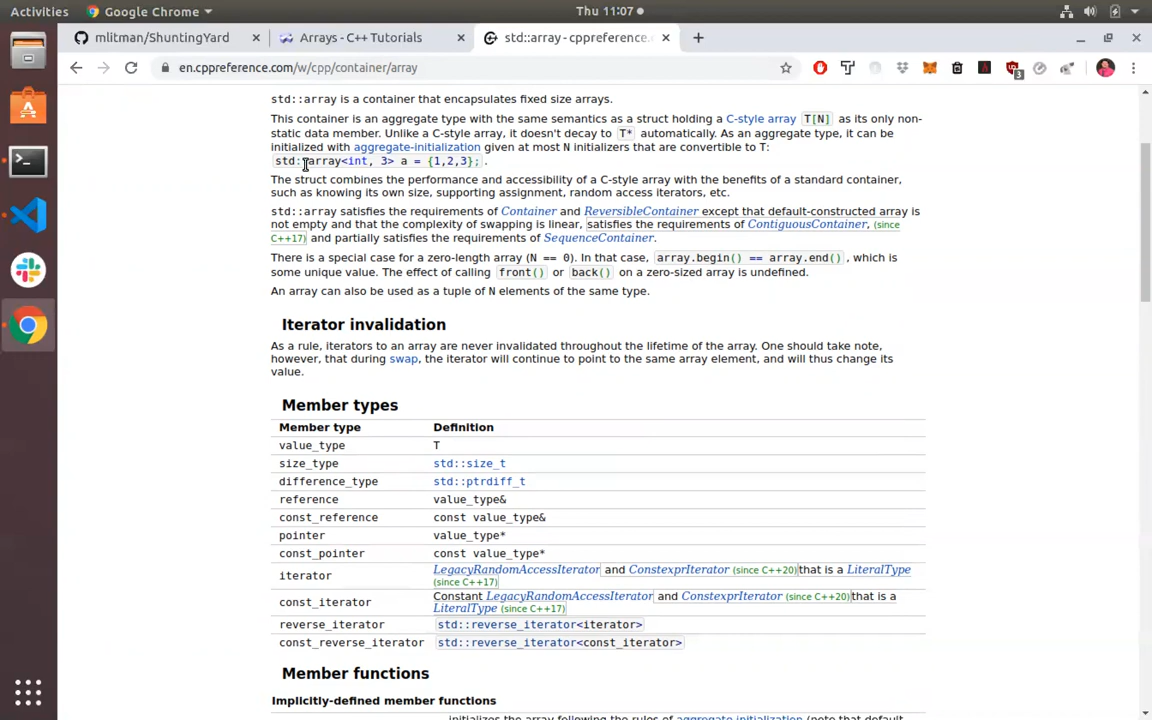 Activities
Google Chrome
Thu 11:07
mlitman/ShuntingYard
Arrays - C++ Tutorials
std::array - cppreference.
en.cppreference.com/w/cpp/container/array
3
std::array is a container that encapsulates fixed size arrays.
This container is an aggregate type with the same semantics as a struct holding a C-style array T[N] as its only non-
static data member. Unlike a C-style array, it doesn't decay to T* automatically. As an aggregate type, it can be
initialized with aggregate-initialization given at most N initializers that are convertible to T:
std::array<int, 3> a = {1,2,3}; .
The struct combines the performance and accessibility of a C-style array with the benefits of a standard container,
such as knowing its own size, supporting assignment, random access iterators, etc.
std::array satisfies the requirements of Container and ReversibleContainer except that default-constructed array is
not empty and that the complexity of swapping is linear, satisfies the requirements of ContiguousContainer, (since
C++17) and partially satisfies the requirements of SequenceContainer.
There is a special case for a zero-length array (N == 0). In that case, array.begin() == array.end() , which is
some unique value. The effect of calling front() or back() on a zero-sized array is undefined.
An array can also be used as a tuple of N elements of the same type.
Iterator invalidation
As a rule, iterators to an array are never invalidated throughout the lifetime of the array. One should take note,
however, that during swap, the iterator will continue to point to the same array element, and will thus change its
value.
Member types
Member type Definition
value_type T
size_type std::size_t
difference_type std::ptrdiff_t
reference value_type&
const_reference const value_type&
pointer value_type*
const_pointer const value_type*
iterator LegacyRandomAccessIterator and ConstexprIterator (since C++20)that is a LiteralType
(since C++17)
const_iterator Constant LegacyRandomAccessIterator and ConstexprIterator (since C++20)that is a
LiteralType (since C++17)
reverse_iterator std::reverse_iterator<iterator>
const_reverse_iterator std::reverse_iterator<const_iterator>
Member functions
Implicitly-defined member functions
initializes the array following the rules of aggregate initialization (note that default